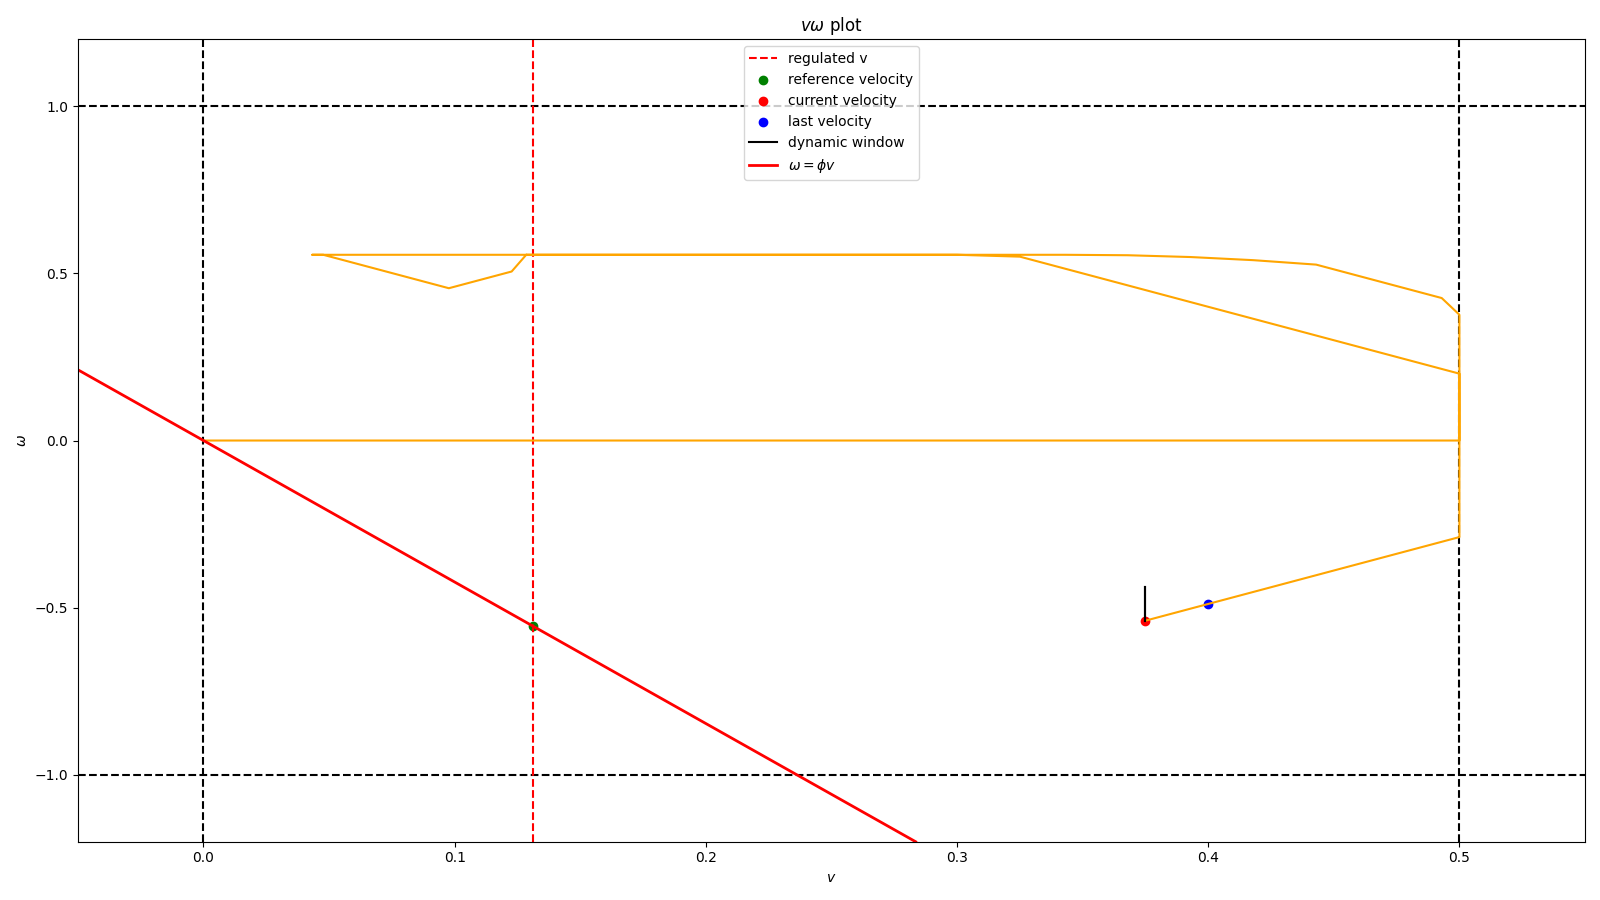 vω plot
regulated v
reference velocity
current velocity
last velocity
dynamic window
ω = ϕv
1.0
0.5
0.0
−0.5
−1.0
ω
0.0 0.1 0.2 0.3 0.4 0.5
v